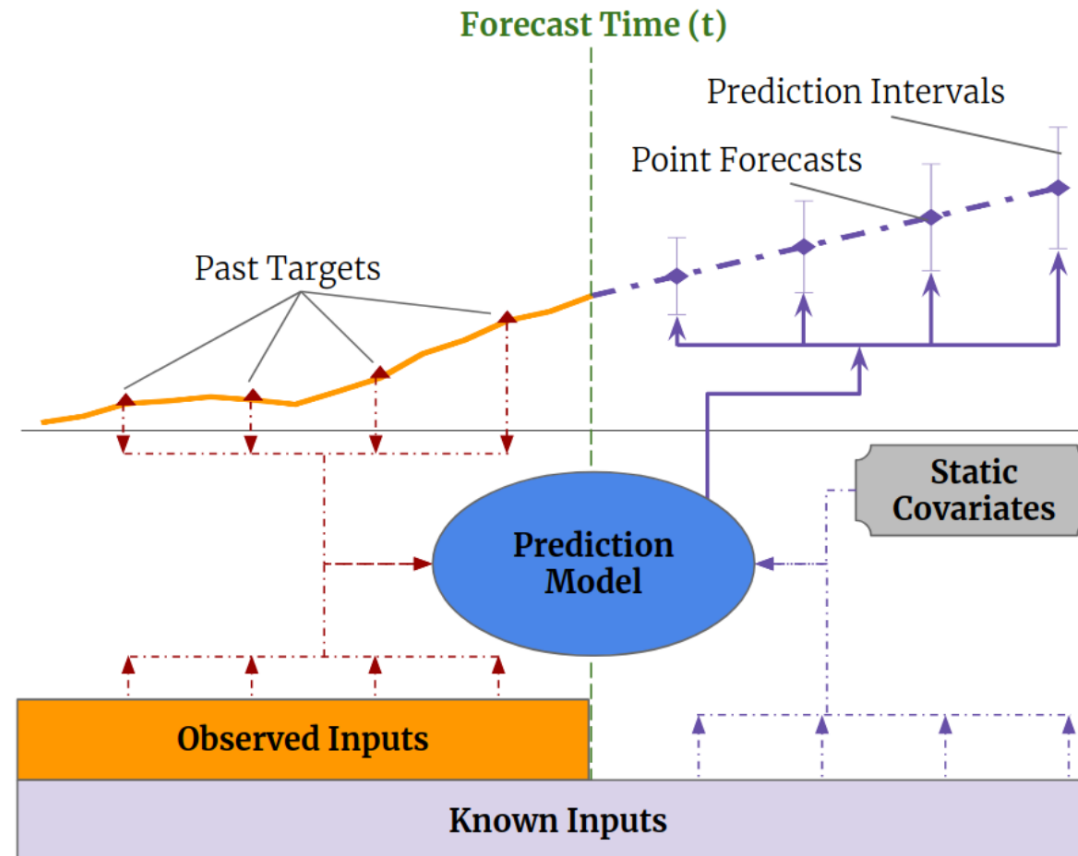 Forecast Time (t)
Prediction Intervals
Point Forecasts
Past Targets
Static
Covariates
Prediction
Model
Observed Inputs
Known Inputs